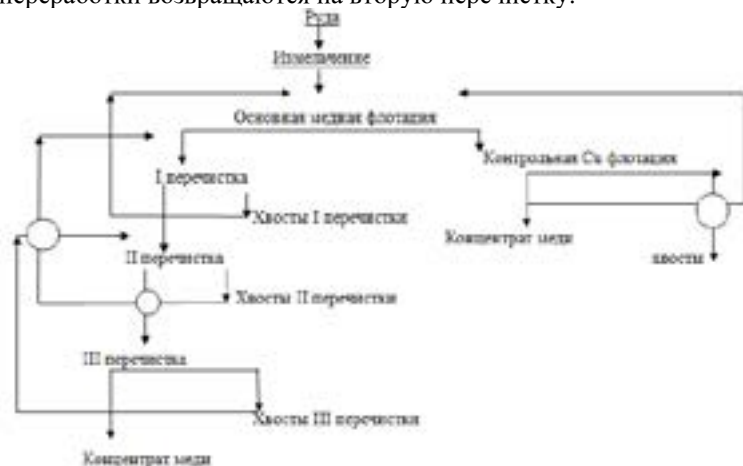 переработки возвращаются на вторую перечистку.
Руда
Измельчение
Основная медная флотация
Контрольная Cu флотация
I перечистка
Хвосты I перечистки
Концентрат меди
II перечистка
хвосты
Хвосты II перечистки
III перечистка
Хвосты III перечистки
Концентрат меди